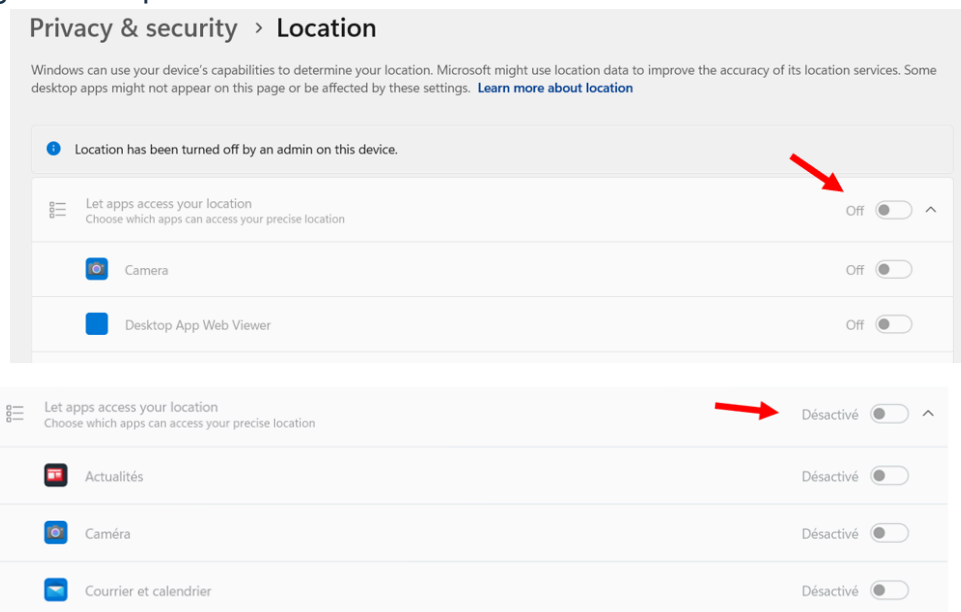 Privacy & security > Location
Windows can use your device's capabilities to determine your location. Microsoft might use location data to improve the accuracy of its location services. Some
desktop apps might not appear on this page or be affected by these settings. Learn more about location
Location has been turned off by an admin on this device.
Let apps access your location
Choose which apps can access your precise location
Off
Camera
Off
Desktop App Web Viewer
Off
Let apps access your location
Choose which apps can access your precise location
Désactivé
Actualités
Désactivé
Caméra
Désactivé
Courrier et calendrier
Désactivé